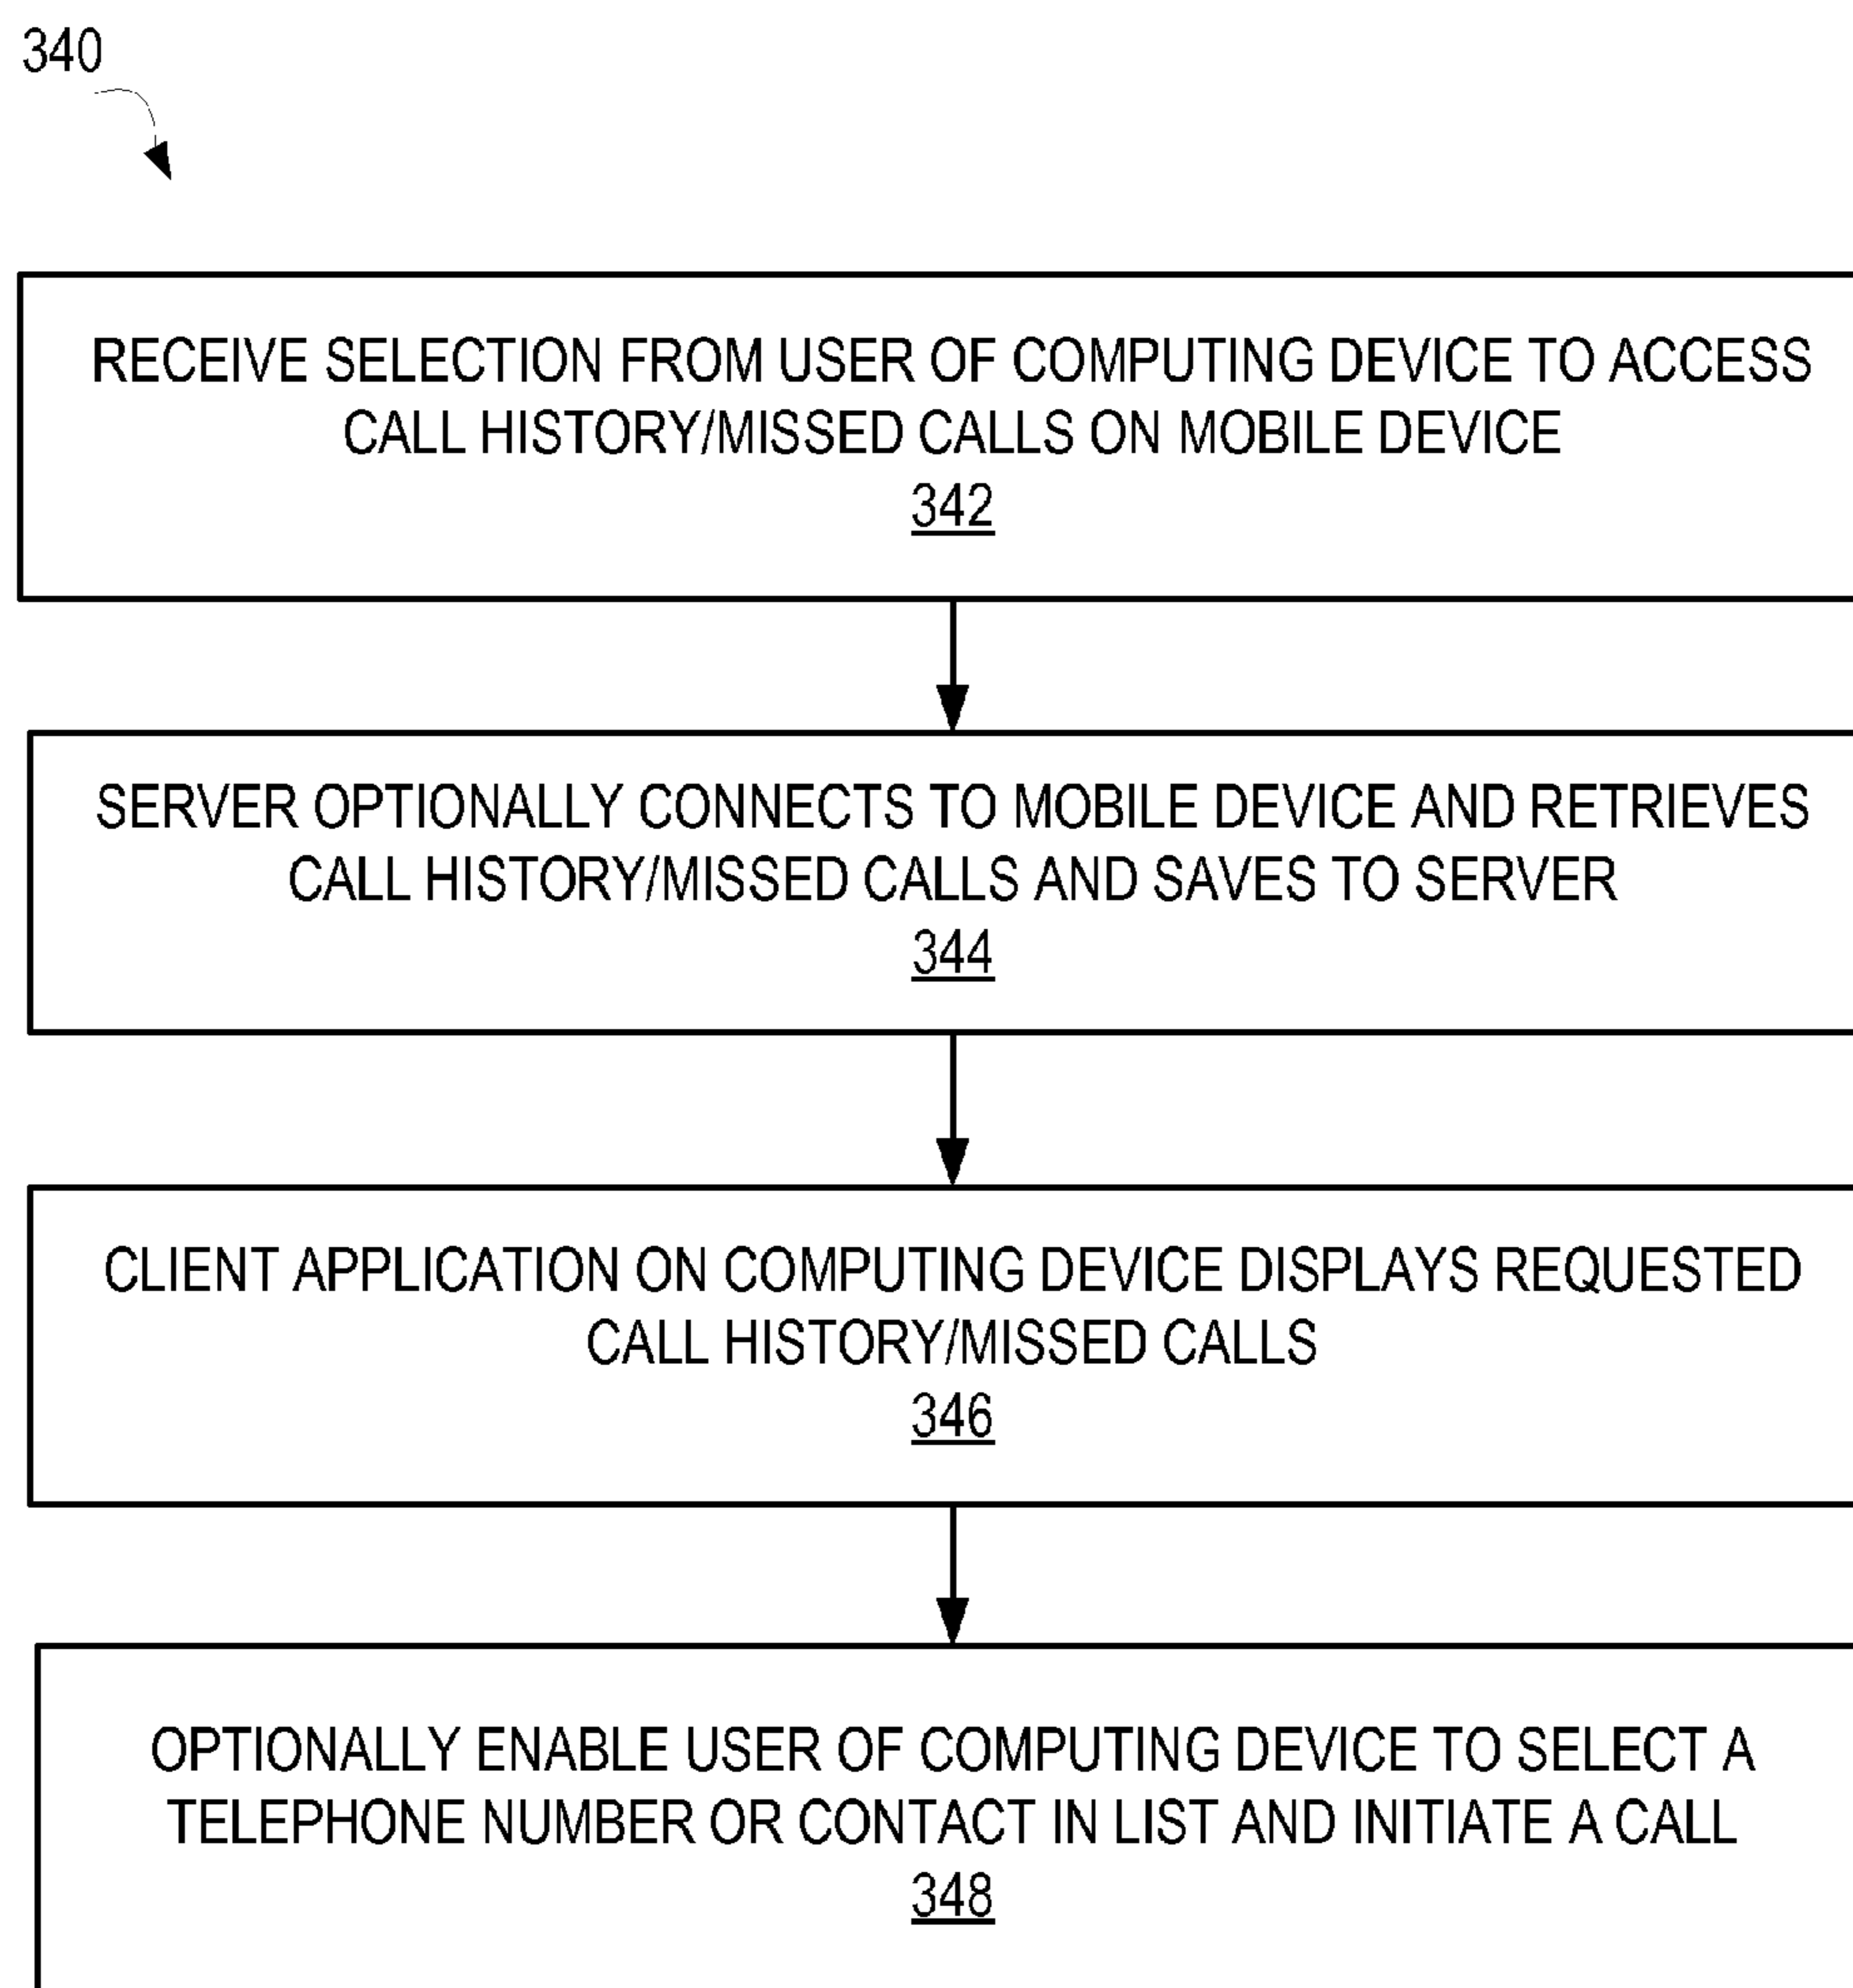 340
RECEIVE SELECTION FROM USER OF COMPUTING DEVICE TO ACCESS
CALL HISTORY/MISSED CALLS ON MOBILE DEVICE
342
SERVER OPTIONALLY CONNECTS TO MOBILE DEVICE AND RETRIEVES
CALL HISTORY/MISSED CALLS AND SAVES TO SERVER
344
CLIENT APPLICATION ON COMPUTING DEVICE DISPLAYS REQUESTED
CALL HISTORY/MISSED CALLS
346
OPTIONALLY ENABLE USER OF COMPUTING DEVICE TO SELECT A
TELEPHONE NUMBER OR CONTACT IN LIST AND INITIATE A CALL
348